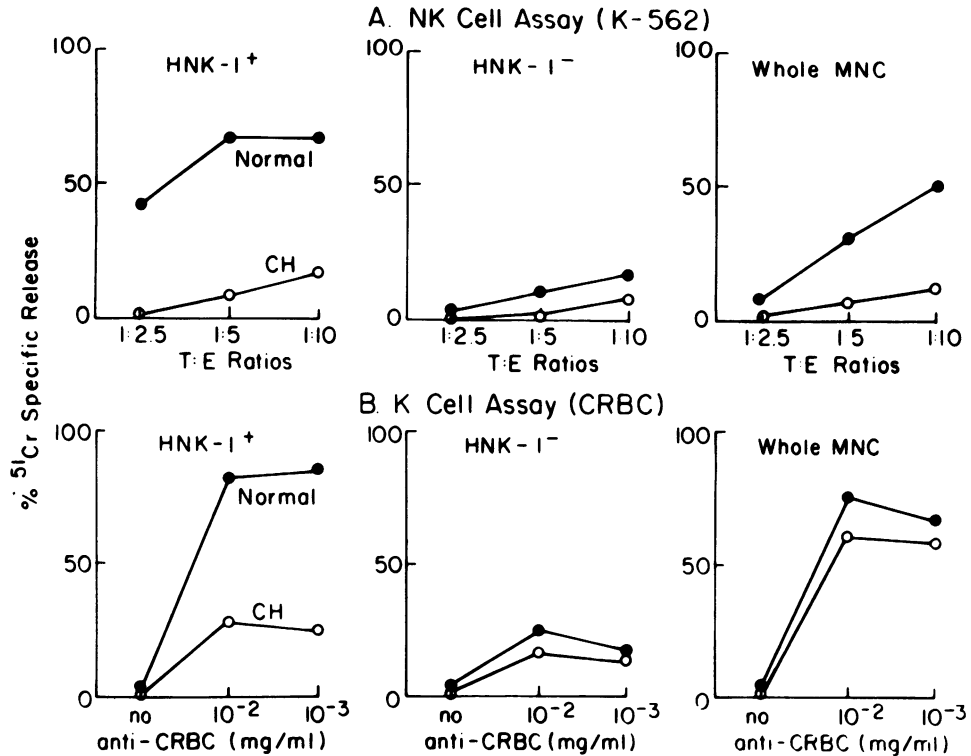 A. NK Cell Assay (K-562)
% ⁵¹Cr Specific Release
HNK-1⁺
100
50
0
Normal
CH
1:2.5 1:5 1:10
T:E Ratios
HNK-1⁻
100
50
0
1:2.5 1:5 1:10
T:E Ratios
Whole MNC
100
50
0
1:2.5 1:5 1:10
T:E Ratios
B. K Cell Assay (CRBC)
HNK-1⁺
100
50
0
Normal
CH
no 10⁻² 10⁻³
anti-CRBC (mg/ml)
HNK-1⁻
100
50
0
no 10⁻² 10⁻³
anti-CRBC (mg/ml)
Whole MNC
100
50
0
no 10⁻² 10⁻³
anti-CRBC (mg/ml)